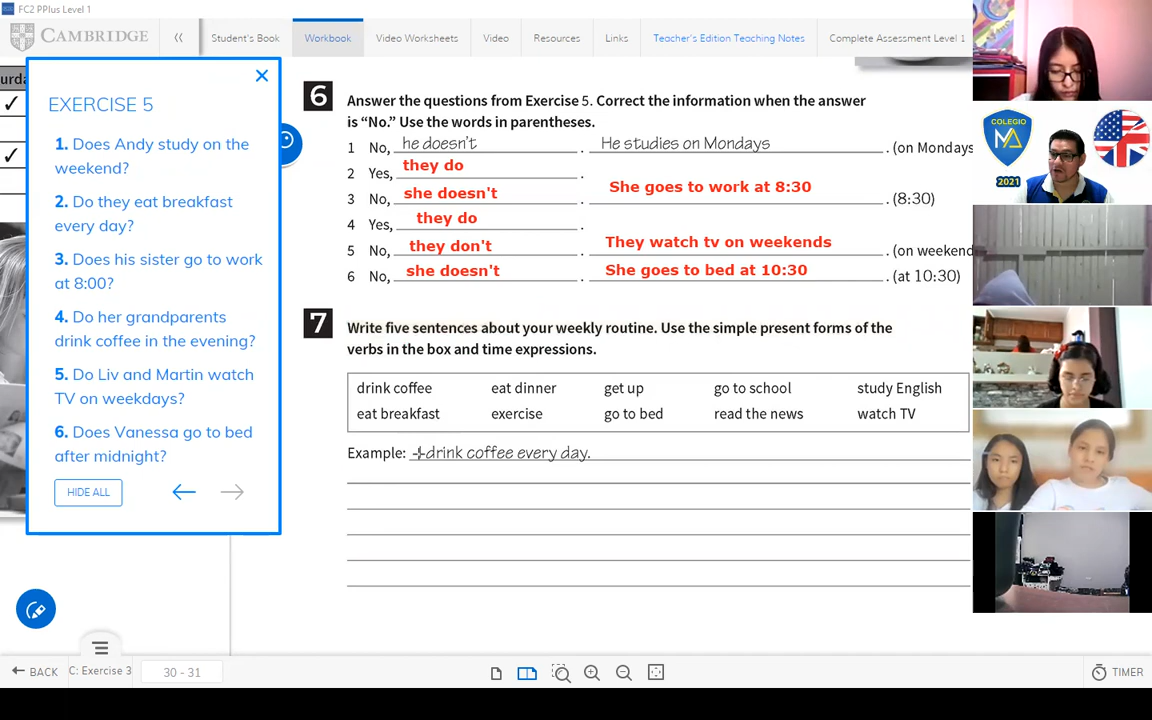 FC2 PPlus Level 1
CAMBRIDGE
Student's Book
Workbook
Video Worksheets
Video
Resources
Links
Teacher's Edition Teaching Notes
Complete Assessment Level 1
urda
EXERCISE 5
1. Does Andy study on the
weekend?
2. Do they eat breakfast
every day?
3. Does his sister go to work
at 8:00?
4. Do her grandparents
drink coffee in the evening?
5. Do Liv and Martin watch
TV on weekdays?
6. Does Vanessa go to bed
after midnight?
HIDE ALL
6 Answer the questions from Exercise 5. Correct the information when the answer
is “No.” Use the words in parentheses.
1 No, he doesn't . He studies on Mondays . (on Mondays
2 Yes, they do .
3 No, she doesn't . She goes to work at 8:30 . (8:30)
4 Yes, they do .
5 No, they don't . They watch tv on weekends . (on weekend
6 No, she doesn't . She goes to bed at 10:30 . (at 10:30)
7 Write five sentences about your weekly routine. Use the simple present forms of the
verbs in the box and time expressions.
drink coffee eat dinner get up go to school study English
eat breakfast exercise go to bed read the news watch TV
Example: I drink coffee every day.
COLEGIO
MA
2021
BACK
C: Exercise 3
30 - 31
TIMER